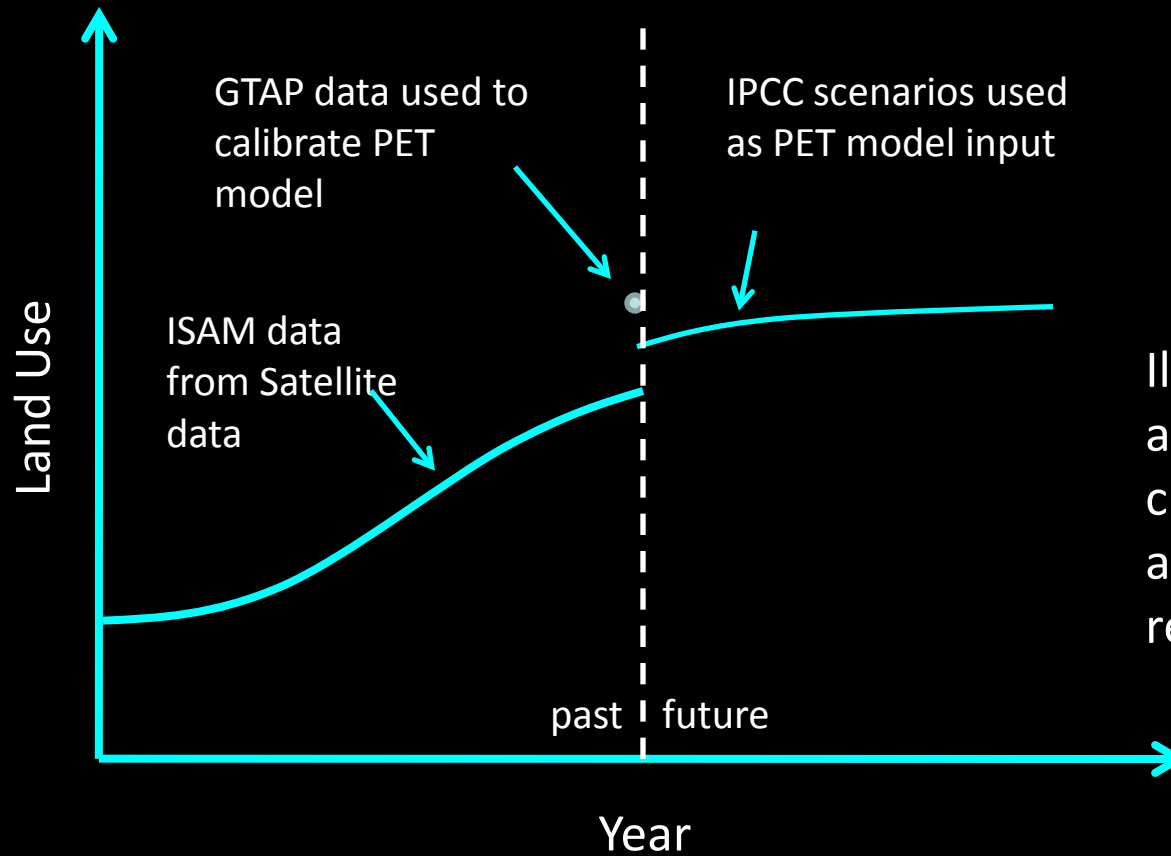 GTAP data used to
calibrate PET
model
IPCC scenarios used
as PET model input
ISAM data
from Satellite
data
Land Use
past
future
Year